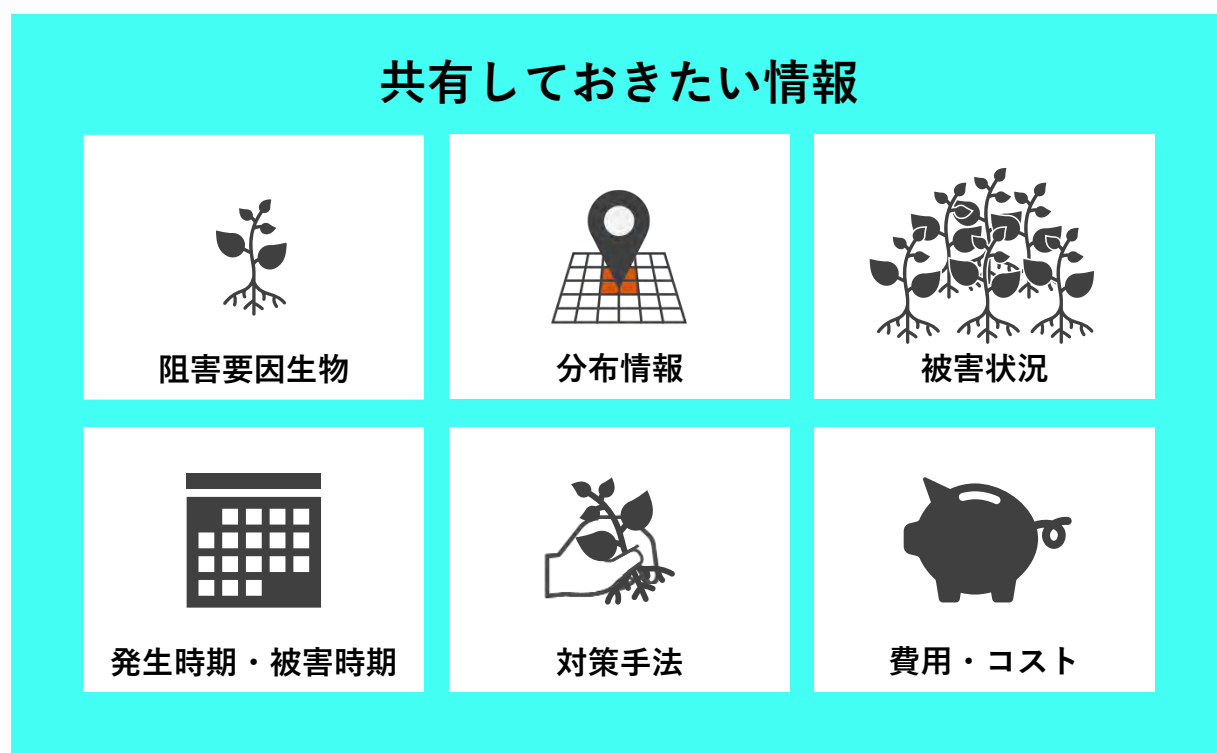 共有しておきたい情報
阻害要因生物
分布情報
被害状況
発生時期・被害時期
対策手法
費用・コスト